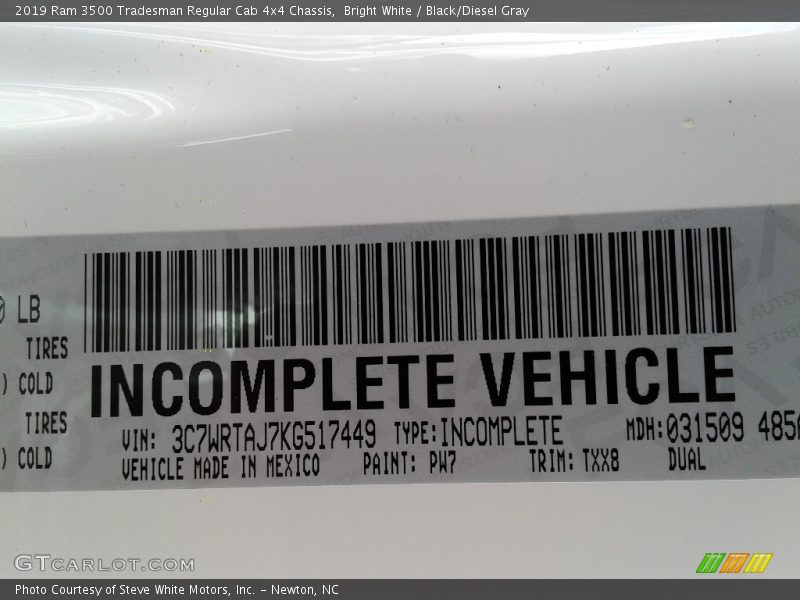 2019 Ram 3500 Tradesman Regular Cab 4x4 Chassis, Bright White / Black/Diesel Gray
LB
TIRES
) COLD
TIRES
) COLD
INCOMPLETE VEHICLE
VIN: 3C7WRTAJ7KG517449 TYPE:INCOMPLETE MDH:031509 4856
VEHICLE MADE IN MEXICO PAINT: PW7 TRIM: TXX8 DUAL
GTCARLOT.COM
Photo Courtesy of Steve White Motors, Inc. – Newton, NC